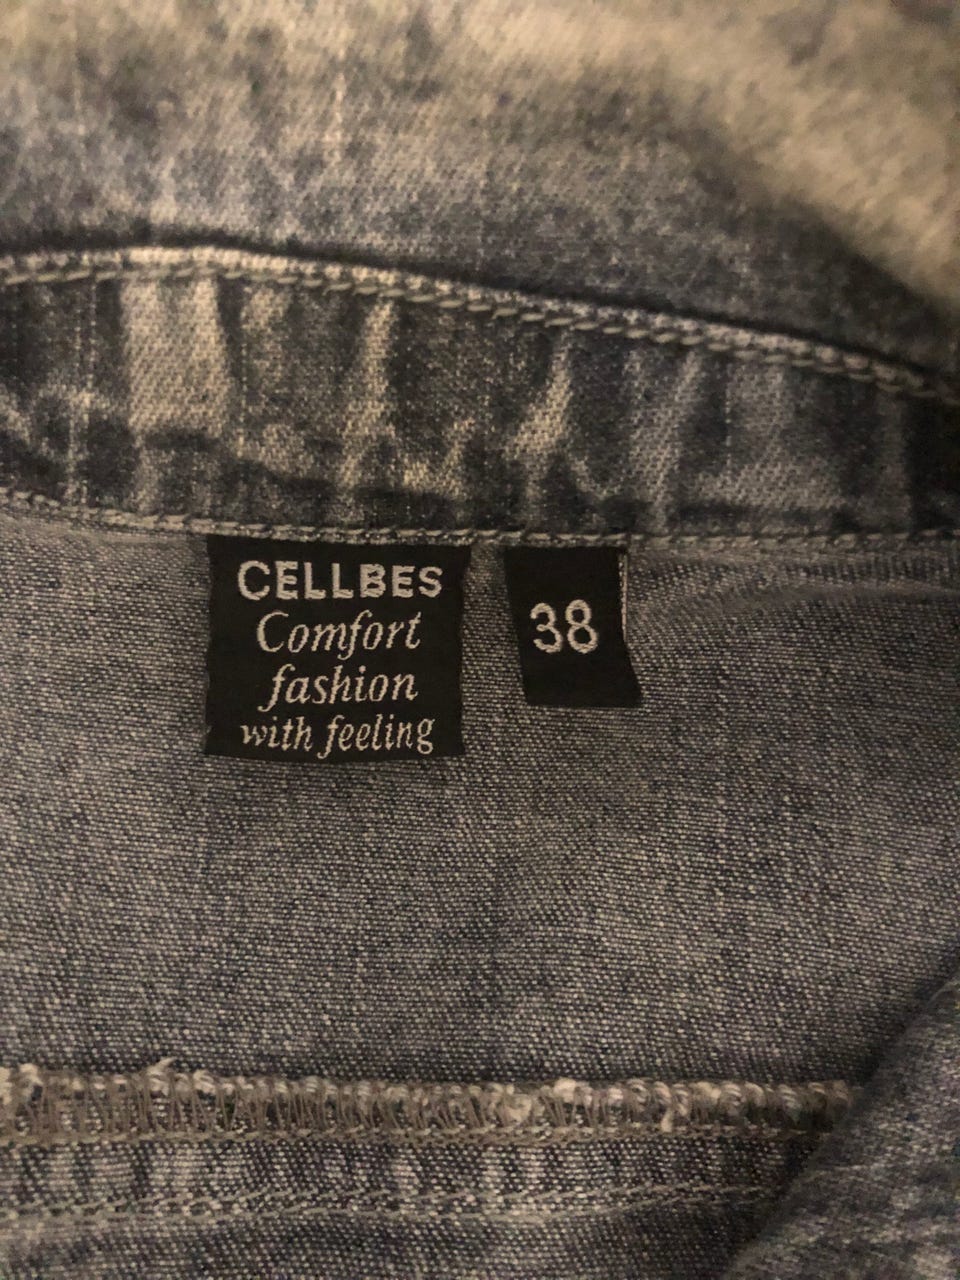 CELLBES
Comfort
fashion
with feeling
38